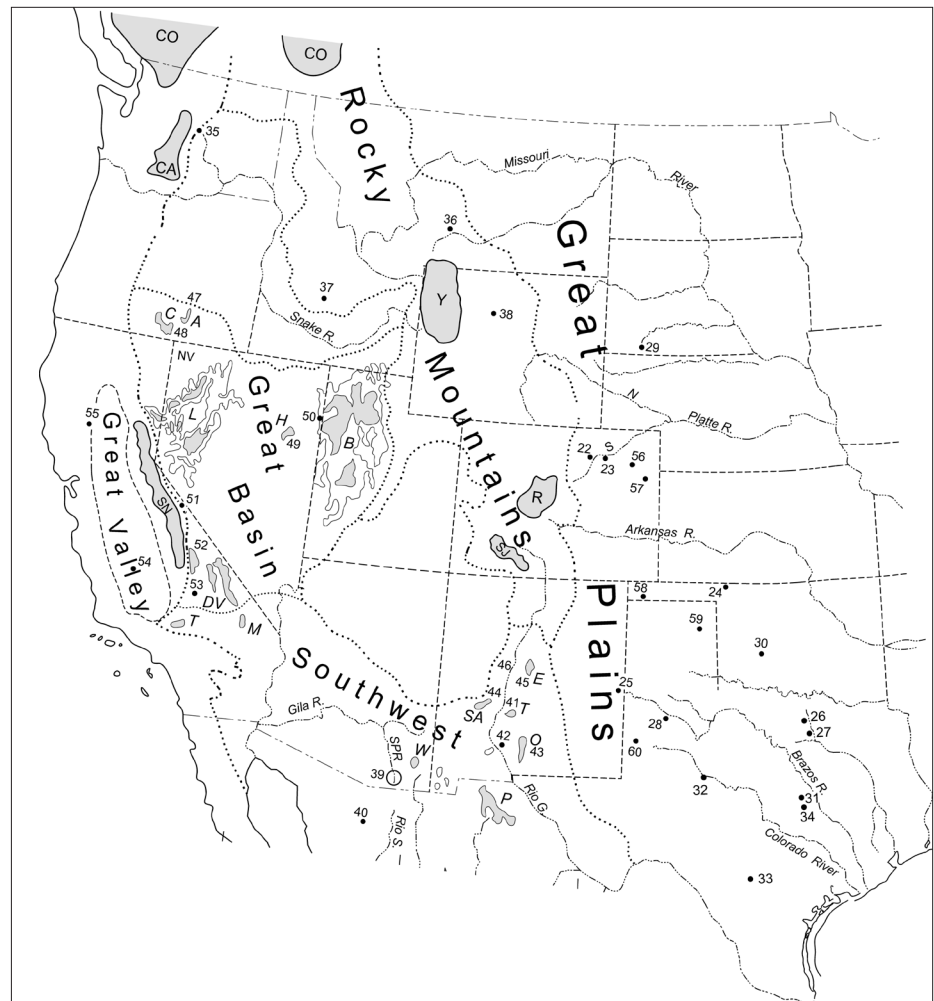 CO
CO
Rocky
35
CA
Missouri
River
36
Great
37
Y
38
47
C
A
48
Snake R.
NV
29
Mountains
N
Great
L
H
49
50
B
Platte R.
55
Great Valley
22
S
23
56
57
Basin
SN
51
R
Arkansas R.
SJ
52
54
53
DV
T
M
Plains
58
24
59
30
Southwest
46
45
E
44
41
T
SA
25
Gila R.
28
26
27
42
O
43
60
SPR
W
39
32
Brazos R.
31
34
P
Rio G.
40
Rio S.
Colorado River
33